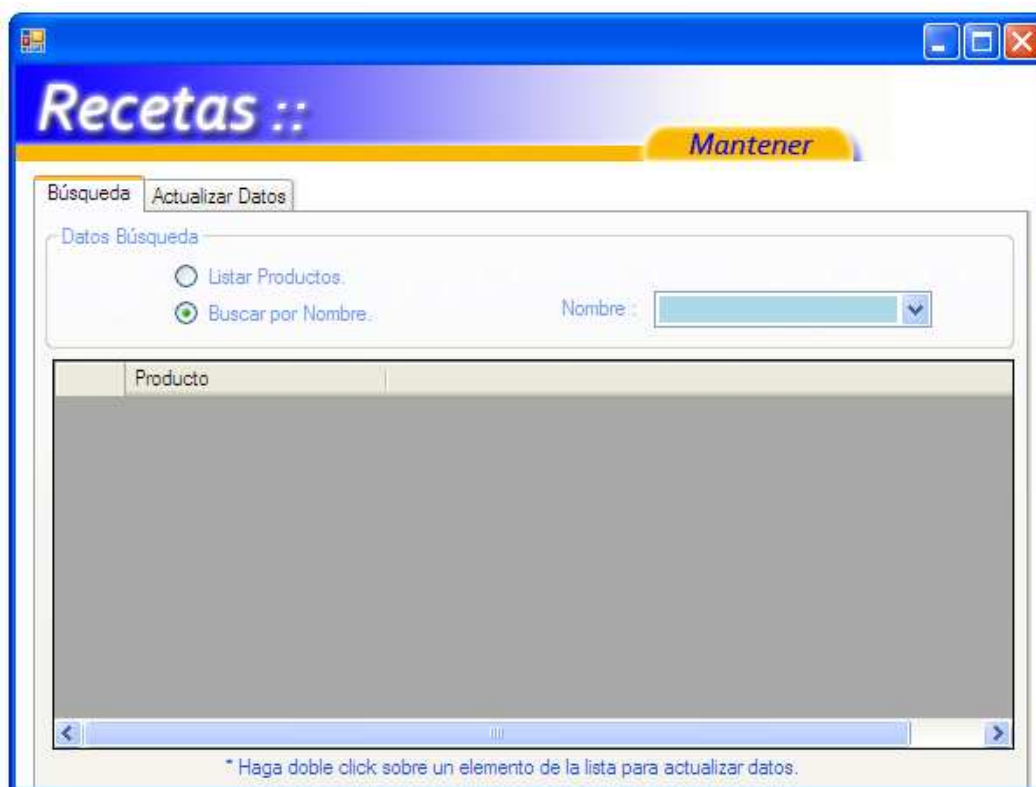 Recetas ::
Mantener
Búsqueda
Actualizar Datos
Datos Búsqueda
Listar Productos.
Buscar por Nombre.
Nombre :
Producto
* Haga doble click sobre un elemento de la lista para actualizar datos.